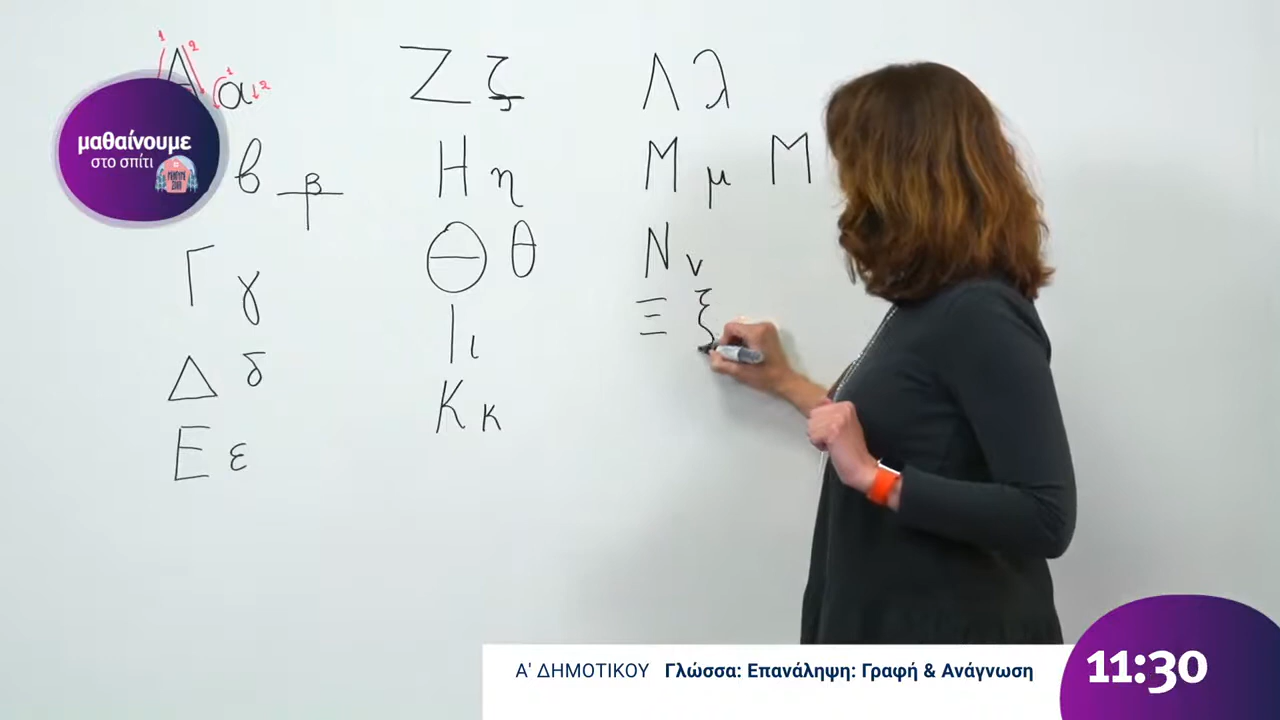 Α α
μαθαίνουμε
στο σπίτι
β β
Γ γ
Δ δ
Ε ε
Ζ ζ
Η η
Θ θ
Ι ι
Κ κ
Λ λ
Μ μ Μ
Ν ν
Ξ ξ
Α' ΔΗΜΟΤΙΚΟΥ Γλώσσα: Επανάληψη: Γραφή & Ανάγνωση
11:30